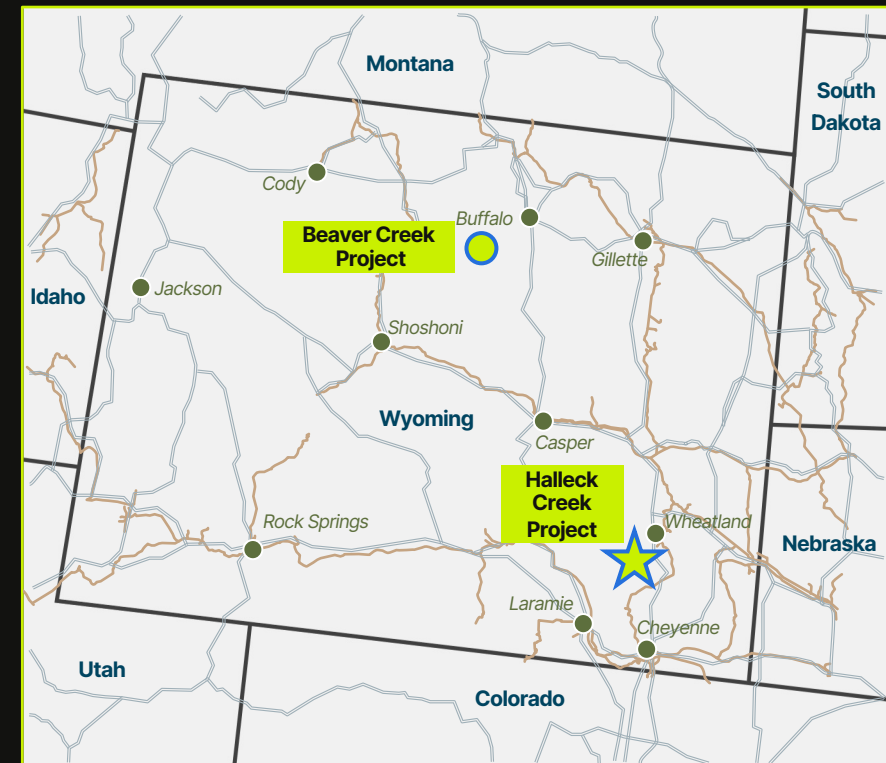 Montana
South
Dakota
Cody
Buffalo
Beaver Creek
Project
Gillette
Idaho
Jackson
Shoshoni
Wyoming
Casper
Halleck
Creek
Project
Rock Springs
Wheatland
Nebraska
Laramie
Cheyenne
Utah
Colorado